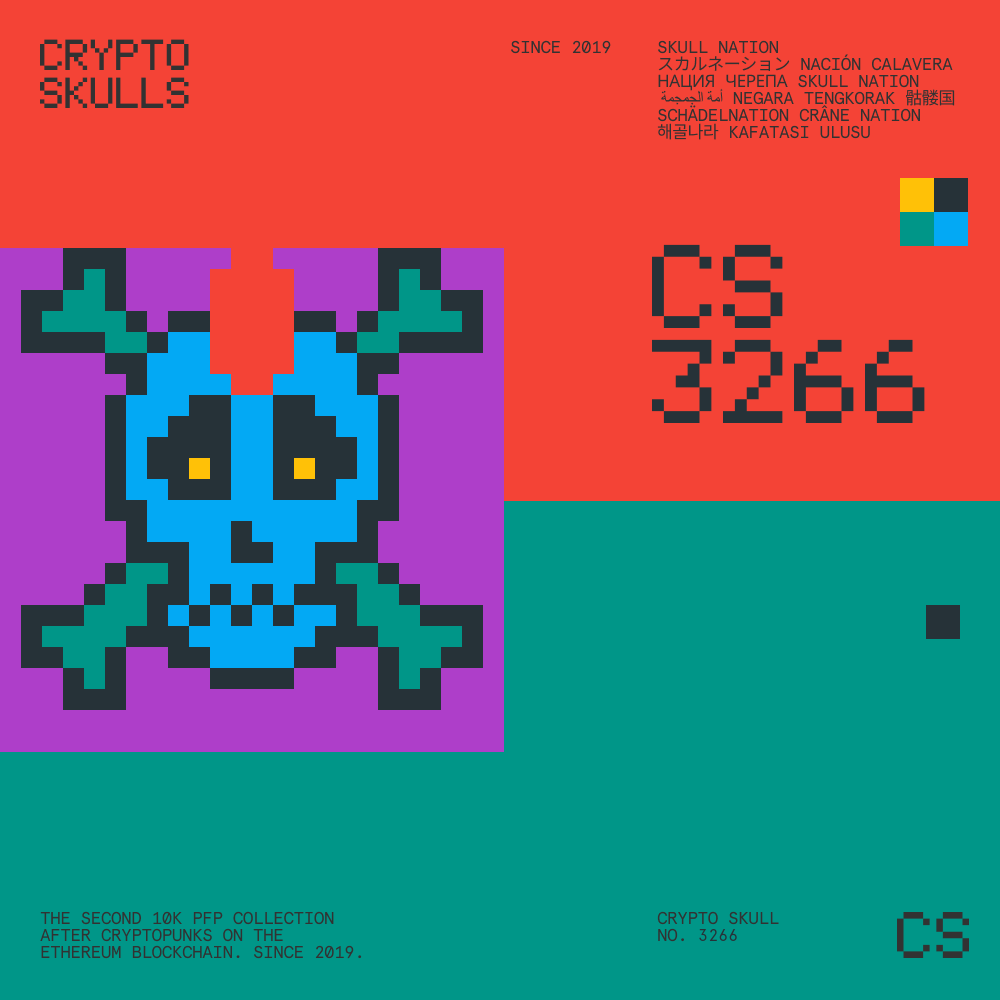 CRYPTO
SKULLS
SINCE 2019
SKULL NATION
スカルネーション NACIÓN CALAVERA
НАЦИЯ ЧЕРЕПА SKULL NATION
أمة الجمجمة NEGARA TENGKORAK 骷髅国
SCHÄDELNATION CRÂNE NATION
해골나라 KAFATASI ULUSU
CS
3266
THE SECOND 10K PFP COLLECTION
AFTER CRYPTOPUNKS ON THE
ETHEREUM BLOCKCHAIN. SINCE 2019.
CRYPTO SKULL
NO. 3266
CS